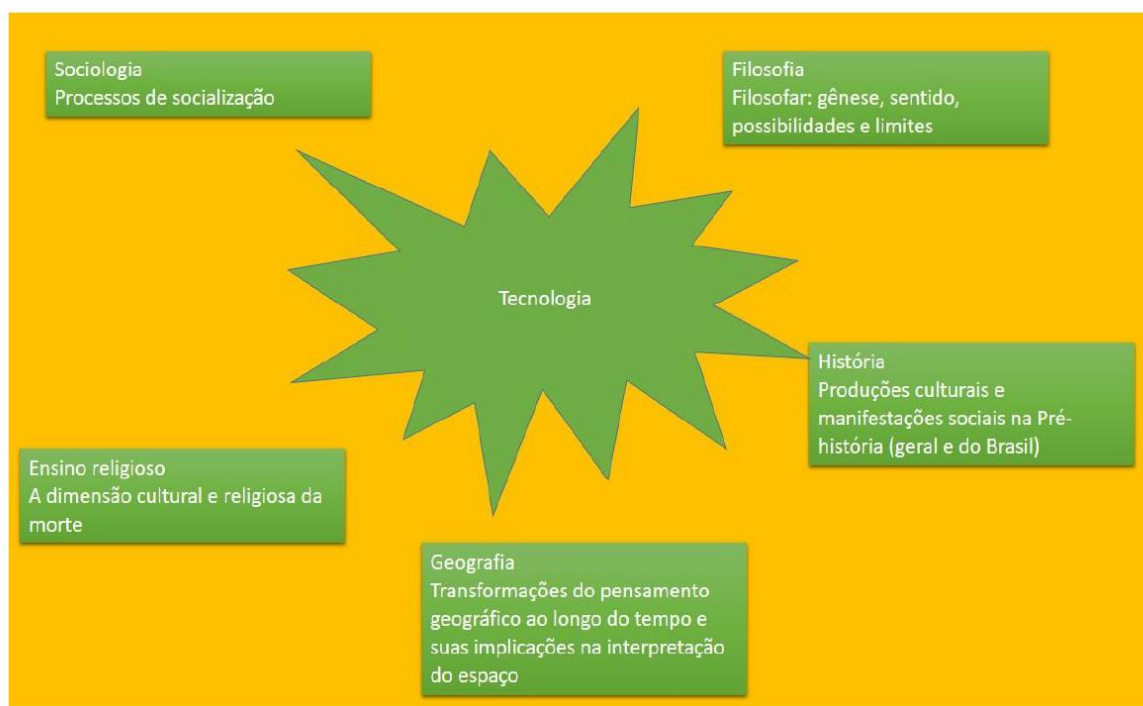 Sociologia
Processos de socialização
Filosofia
Filosofar: gênese, sentido,
possibilidades e limites
Tecnologia
História
Produções culturais e
manifestações sociais na Pré-
história (geral e do Brasil)
Ensino religioso
A dimensão cultural e religiosa da
morte
Geografia
Transformações do pensamento
geográfico ao longo do tempo e
suas implicações na interpretação
do espaço